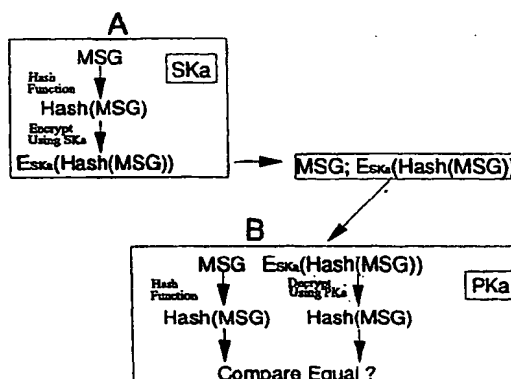 A
MSG
SKa
Hash
Function
Hash(MSG)
Encrypt
Using SKa
ESKa(Hash(MSG))
MSG; ESKa(Hash(MSG))
B
MSG ESKa(Hash(MSG))
PKa
Hash
Function
Decrypt
Using PKa
Hash(MSG) Hash(MSG)
Compare Equal ?